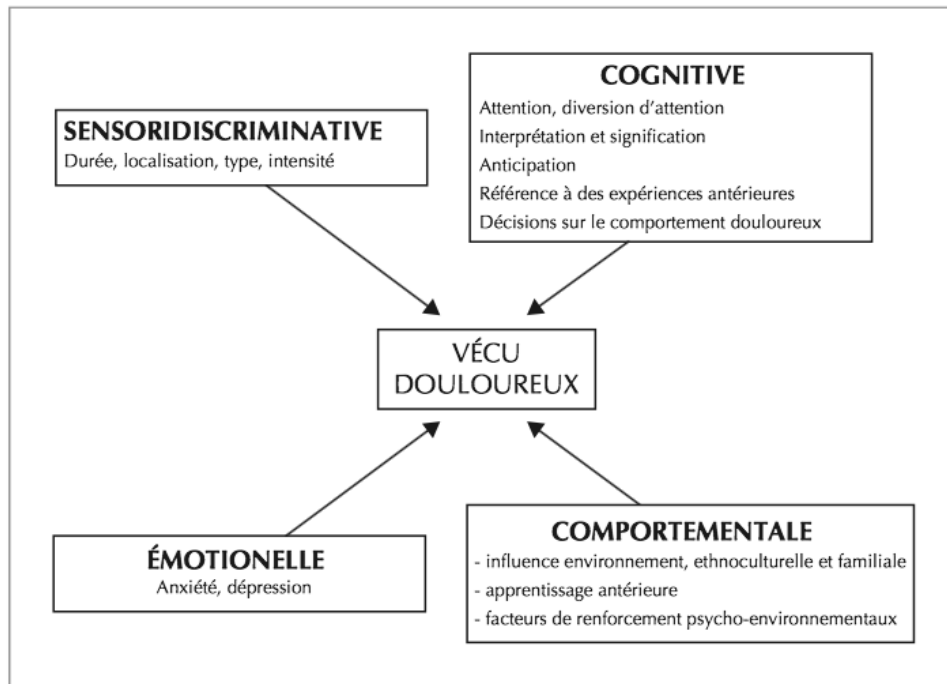 SENSORIDISCRIMINATIVE
Durée, localisation, type, intensité
COGNITIVE
Attention, diversion d'attention
Interprétation et signification
Anticipation
Référence à des expériences antérieures
Décisions sur le comportement douloureux
VÉCU
DOULOUREUX
ÉMOTIONELLE
Anxiété, dépression
COMPORTEMENTALE
- influence environnement, ethnoculturelle et familiale
- apprentissage antérieure
- facteurs de renforcement psycho-environnementaux